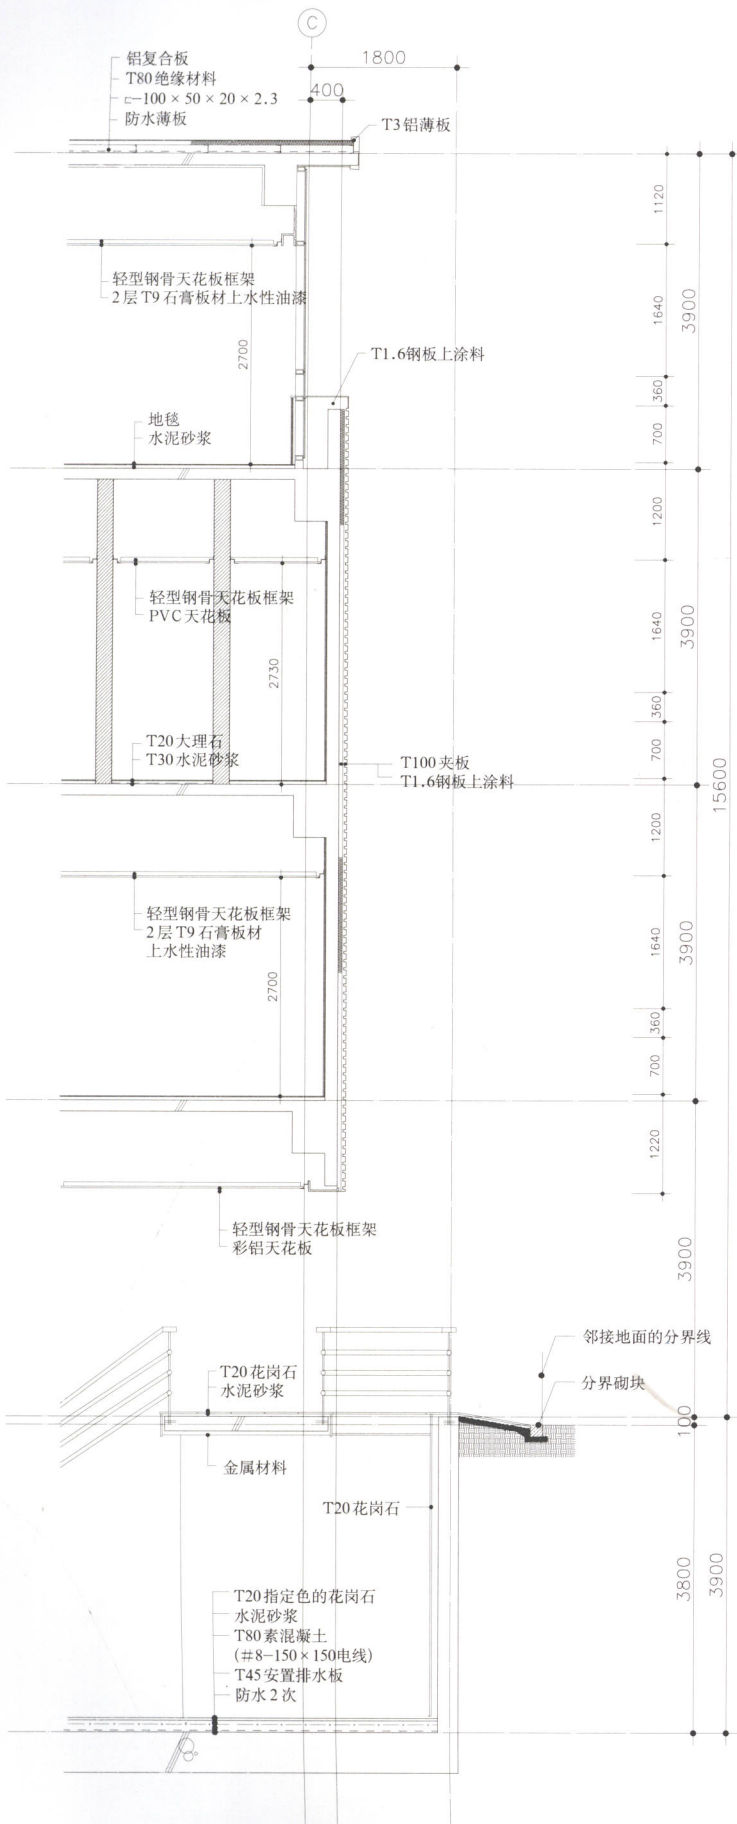 C
1800
400
铝复合板
T80绝缘材料
⊏-100×50×20×2.3
防水薄板
T3铝薄板
1120
轻型钢骨天花板框架
2层T9石膏板材上水性油漆
2700
1640
3900
T1.6钢板上涂料
360
地毯
水泥砂浆
700
1200
轻型钢骨天花板框架
PVC天花板
2730
1640
3900
360
T20大理石
T30水泥砂浆
T100夹板
T1.6钢板上涂料
700
15600
1200
轻型钢骨天花板框架
2层T9石膏板材
上水性油漆
2700
1640
3900
360
700
1220
轻型钢骨天花板框架
彩铝天花板
3900
邻接地面的分界线
T20花岗石
水泥砂浆
分界砌块
100
金属材料
T20花岗石
3800
3900
T20指定色的花岗石
水泥砂浆
T80素混凝土
(#8-150×150电线)
T45安置排水板
防水2次